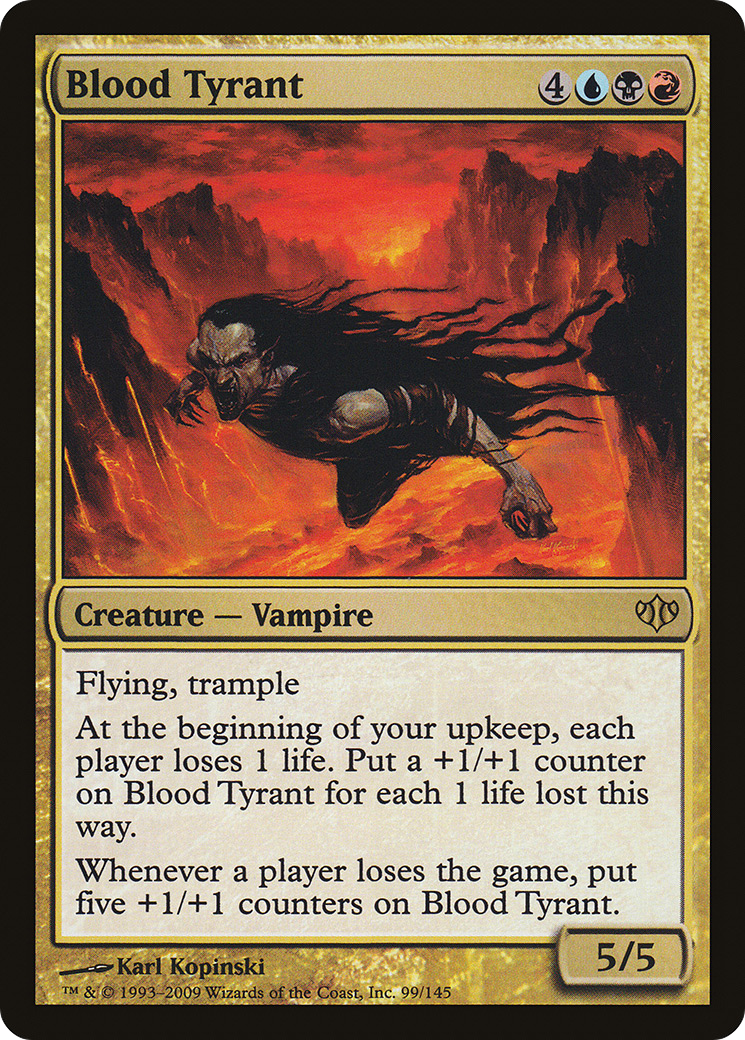 Blood Tyrant 4
Creature — Vampire
Flying, trample
At the beginning of your upkeep, each
player loses 1 life. Put a +1/+1 counter
on Blood Tyrant for each 1 life lost this
way.
Whenever a player loses the game, put
five +1/+1 counters on Blood Tyrant.
5/5
Karl Kopinski
™ & © 1993–2009 Wizards of the Coast, Inc. 99/145